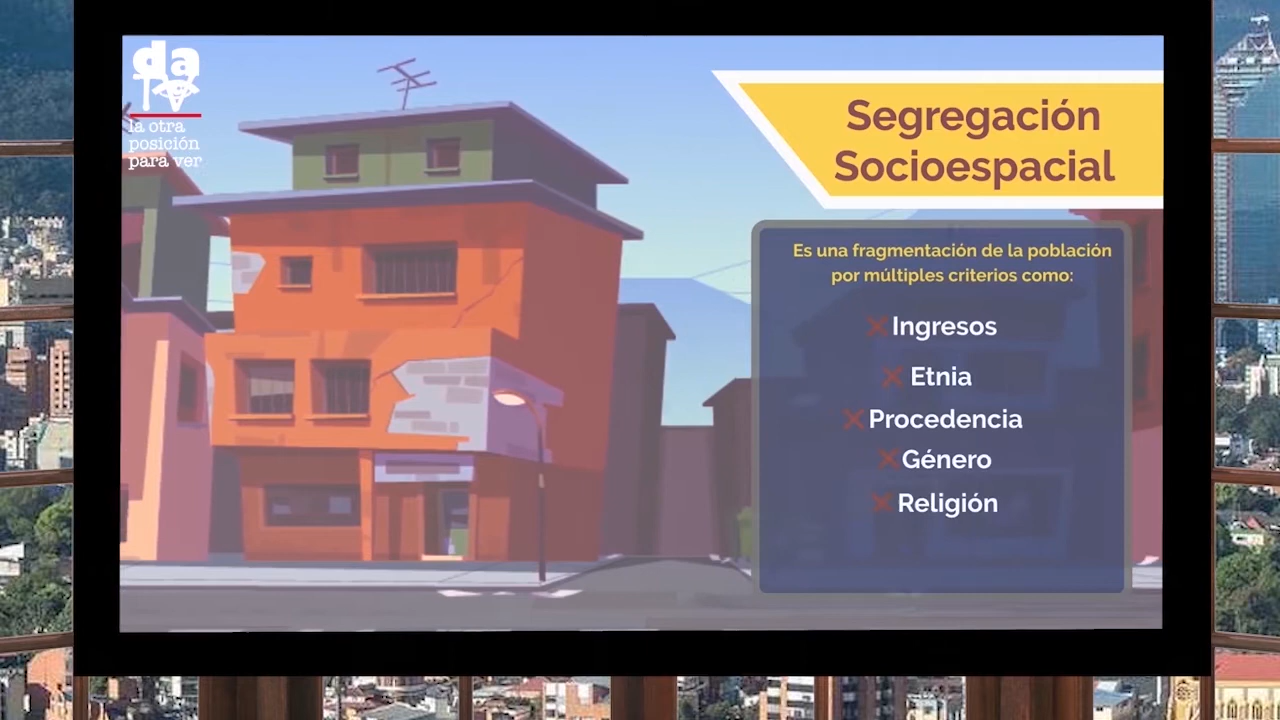 da
la otra
posición
para ver
Segregación
Socioespacial
Es una fragmentación de la población
por múltiples criterios como:
Ingresos
Etnia
Procedencia
Género
Religión